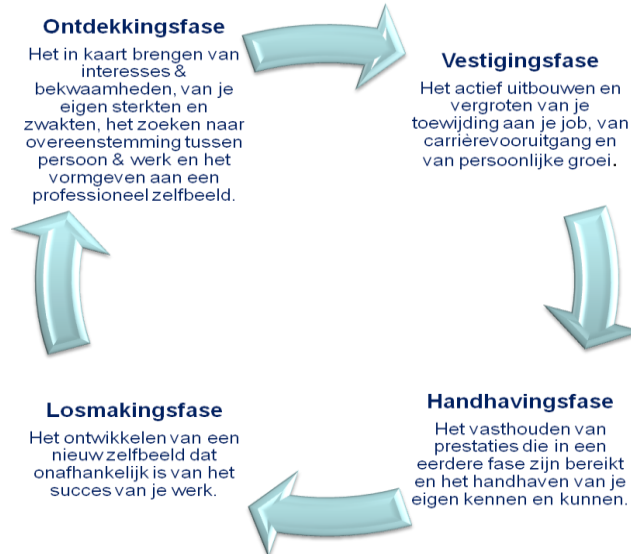 Ontdekkingsfase
Het in kaart brengen van
interesses &
bekwaamheden, van je
eigen sterkten en
zwakten, het zoeken naar
overeenstemming tussen
persoon & werk en het
vormgeven aan een
professioneel zelfbeeld.
Vestigingsfase
Het actief uitbouwen en
vergroten van je
toewijding aan je job, van
carrièrevooruitgang en
van persoonlijke groei.
Handhavingsfase
Het vasthouden van
prestaties die in een
eerdere fase zijn bereikt
en het handhaven van je
eigen kennen en kunnen.
Losmakingsfase
Het ontwikkelen van een
nieuw zelfbeeld dat
onafhankelijk is van het
succes van je werk.